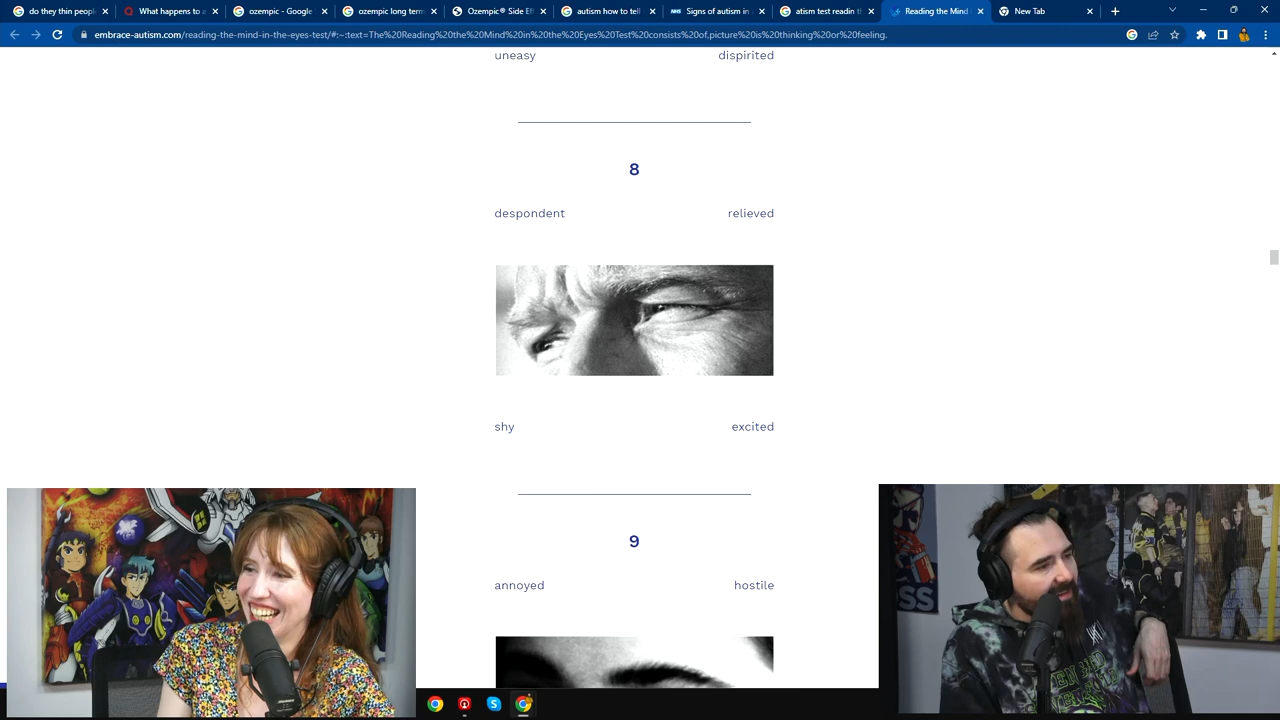 do they thin people
What happens to a
ozempic - Google
ozempic long term
Ozempic® Side Ef
autism how to tell
Signs of autism in
atism test readin th
Reading the Mind
New Tab
embrace-autism.com/reading-the-mind-in-the-eyes-test/#:~:text=The%20Reading%20the%20Mind%20in%20the%20Eyes%20Test%20consists%20of,picture%20is%20thinking%20or%20feeling.
uneasy dispirited
8
despondent relieved
shy excited
9
annoyed hostile